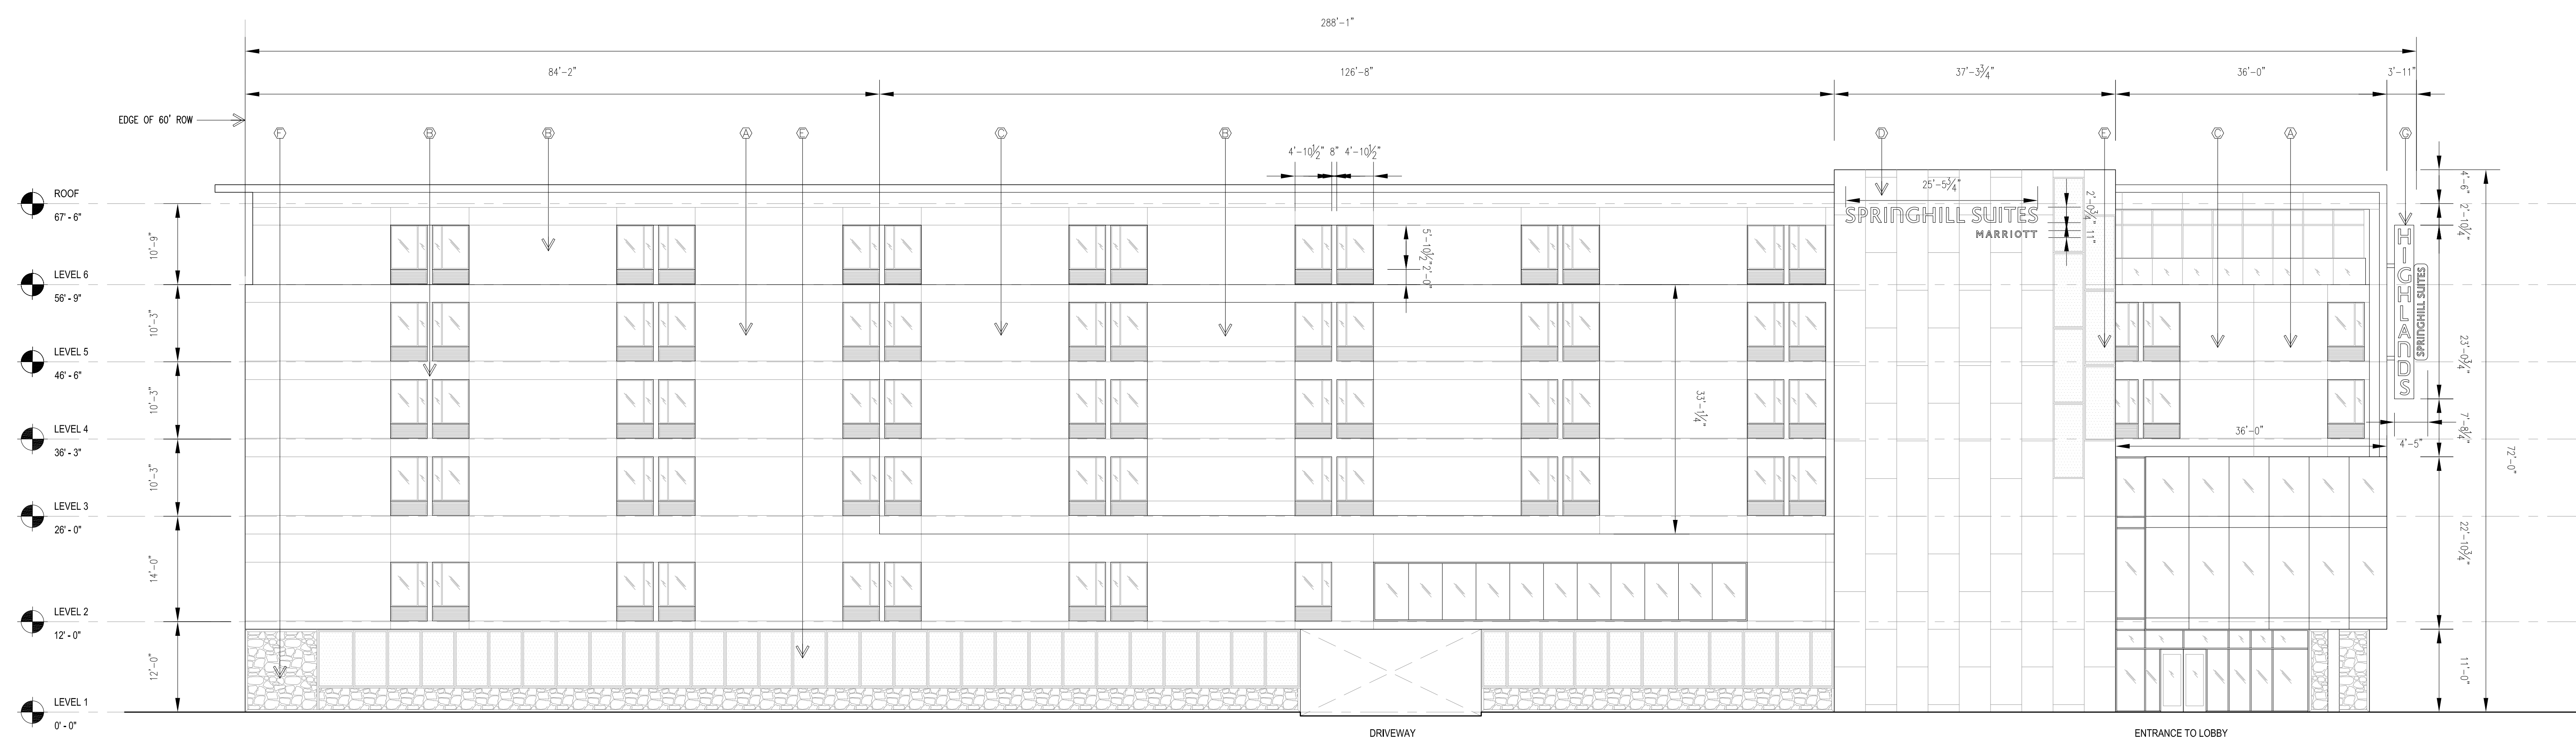 288'-1"
84'-2"
126'-8"
37'-3¾"
36'-0"
3'-11"
EDGE OF 60' ROW
F
B
B
A
E
C
B
D
E
C
A
G
4'-10½"
8"
4'-10½"
25'-5¾"
2'-0¾"
11"
4'-6"
2'-10¼"
ROOF
67' - 6"
SPRINGHILL SUITES
MARRIOTT
10'-9"
5'-10½"
2'-0"
HIGHLANDS
SPRINGHILL SUITES
LEVEL 6
56' - 9"
10'-3"
LEVEL 5
46' - 6"
23'-0¾"
10'-3"
33'-1¼"
LEVEL 4
36' - 3"
36'-0"
4'-5"
7'-8¼"
72'-0"
10'-3"
LEVEL 3
26' - 0"
22'-10¾"
14'-0"
LEVEL 2
12' - 0"
12'-0"
11'-0"
LEVEL 1
0' - 0"
DRIVEWAY
ENTRANCE TO LOBBY